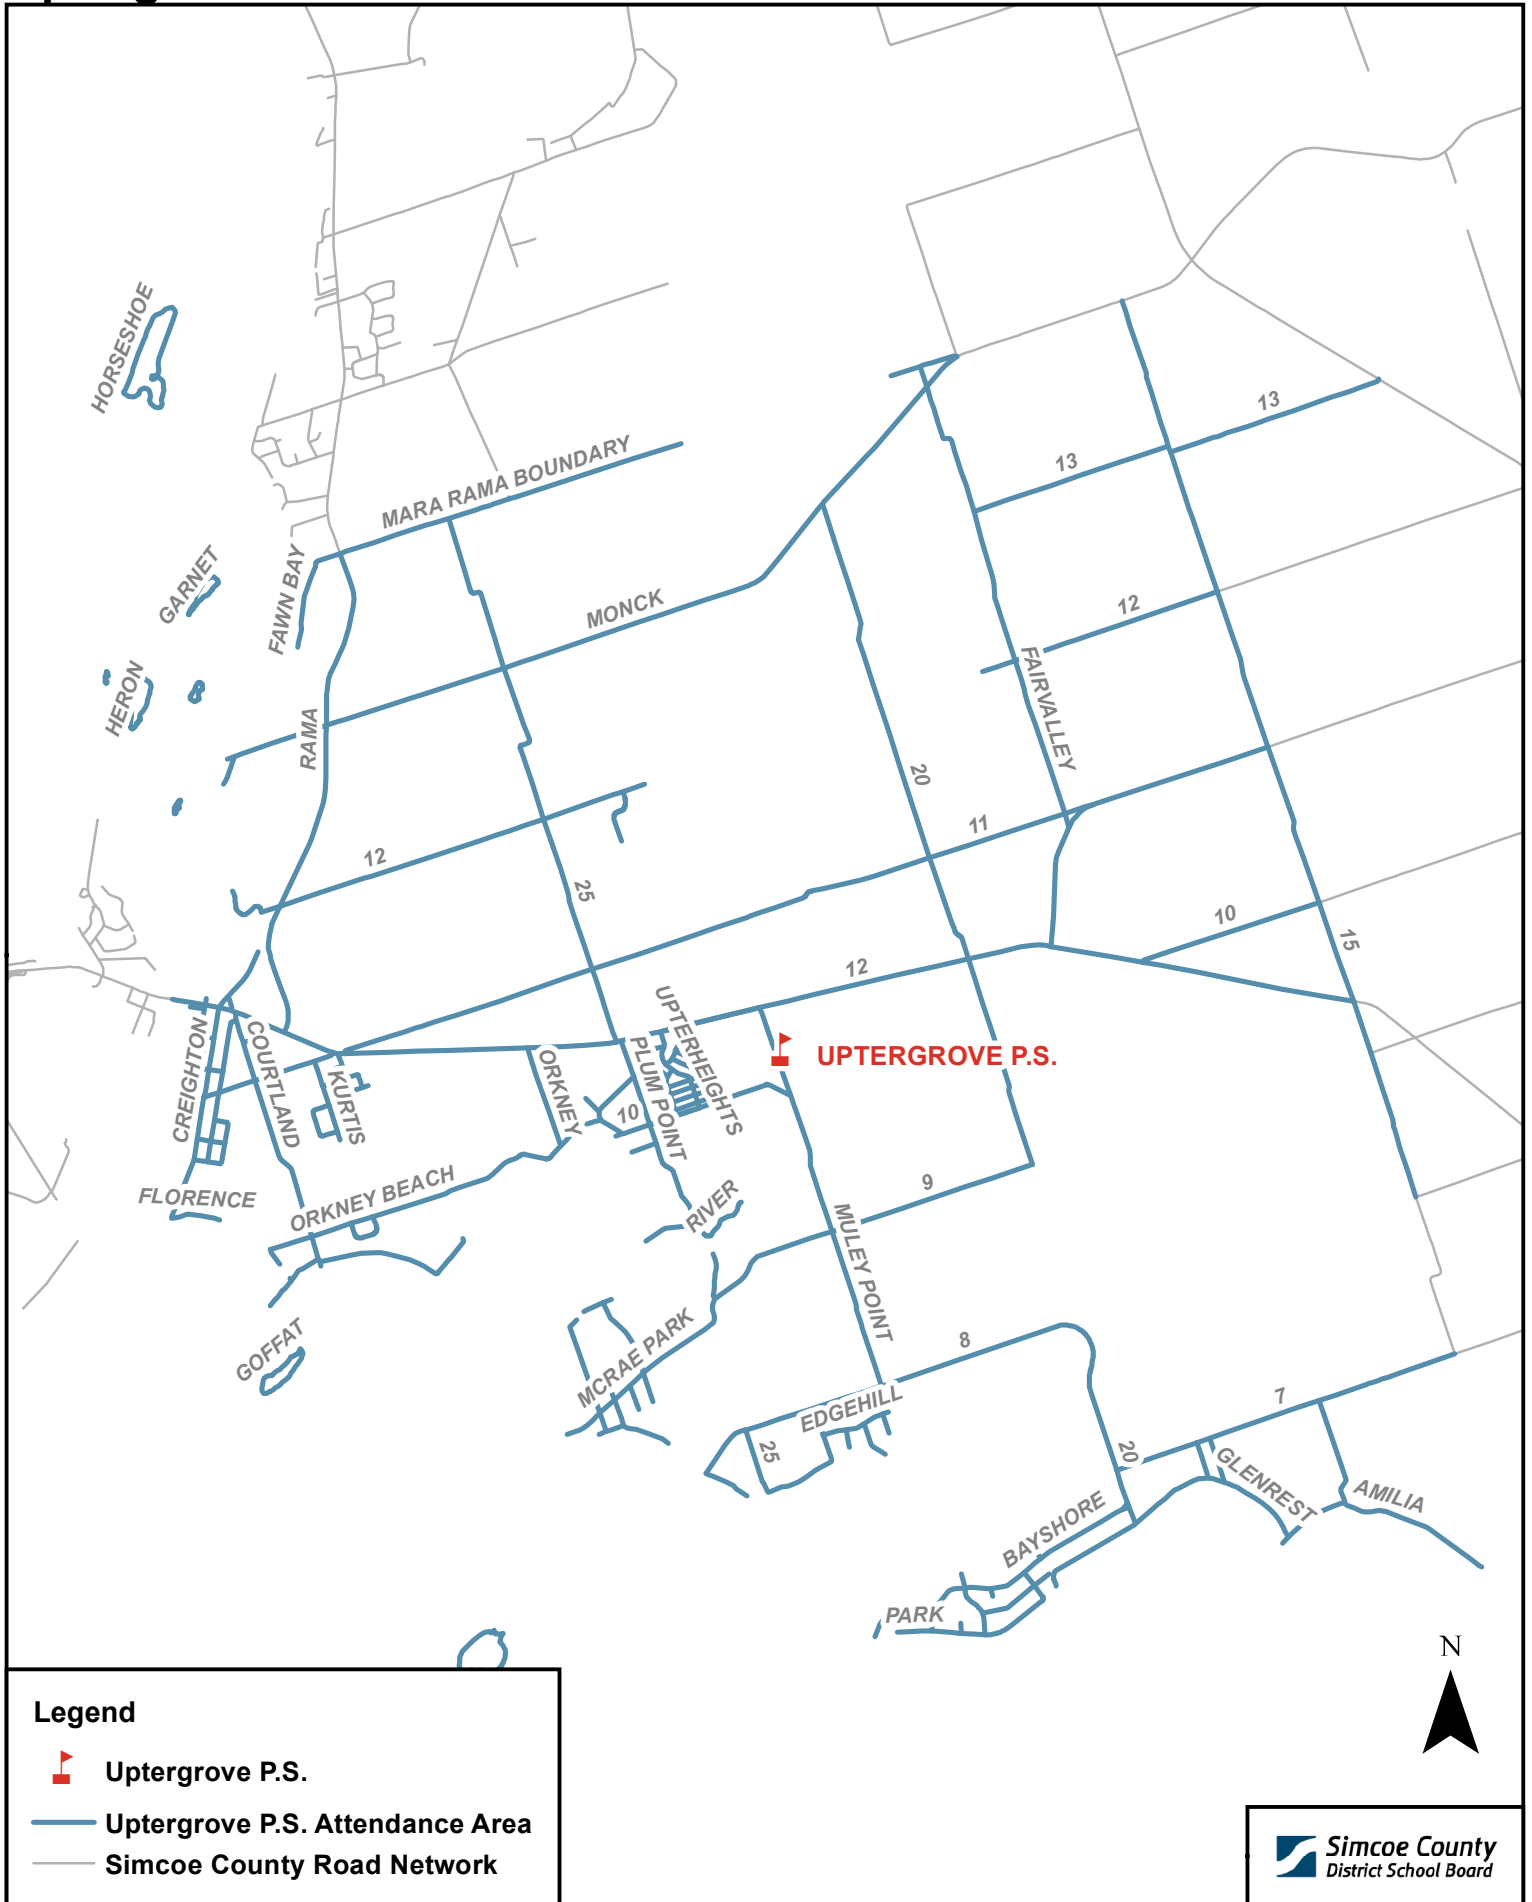 HORSESHOE
13
13
MARA RAMA BOUNDARY
GARNET
FAWN BAY
MONCK
12
HERON
FAIRVALLEY
RAMA
20
11
12
25
10
15
12
UPTERHEIGHTS
CREIGHTON
COURTLAND
KURTIS
ORKNEY
PLUM POINT
UPTERGROVE P.S.
10
FLORENCE
ORKNEY BEACH
RIVER
9
MULEY POINT
GOFFAT
MCRAE PARK
8
EDGEHILL
25
7
20
GLENREST
AMILIA
BAYSHORE
PARK
N
Legend
Uptergrove P.S.
Uptergrove P.S. Attendance Area
Simcoe County Road Network
Simcoe County
District School Board